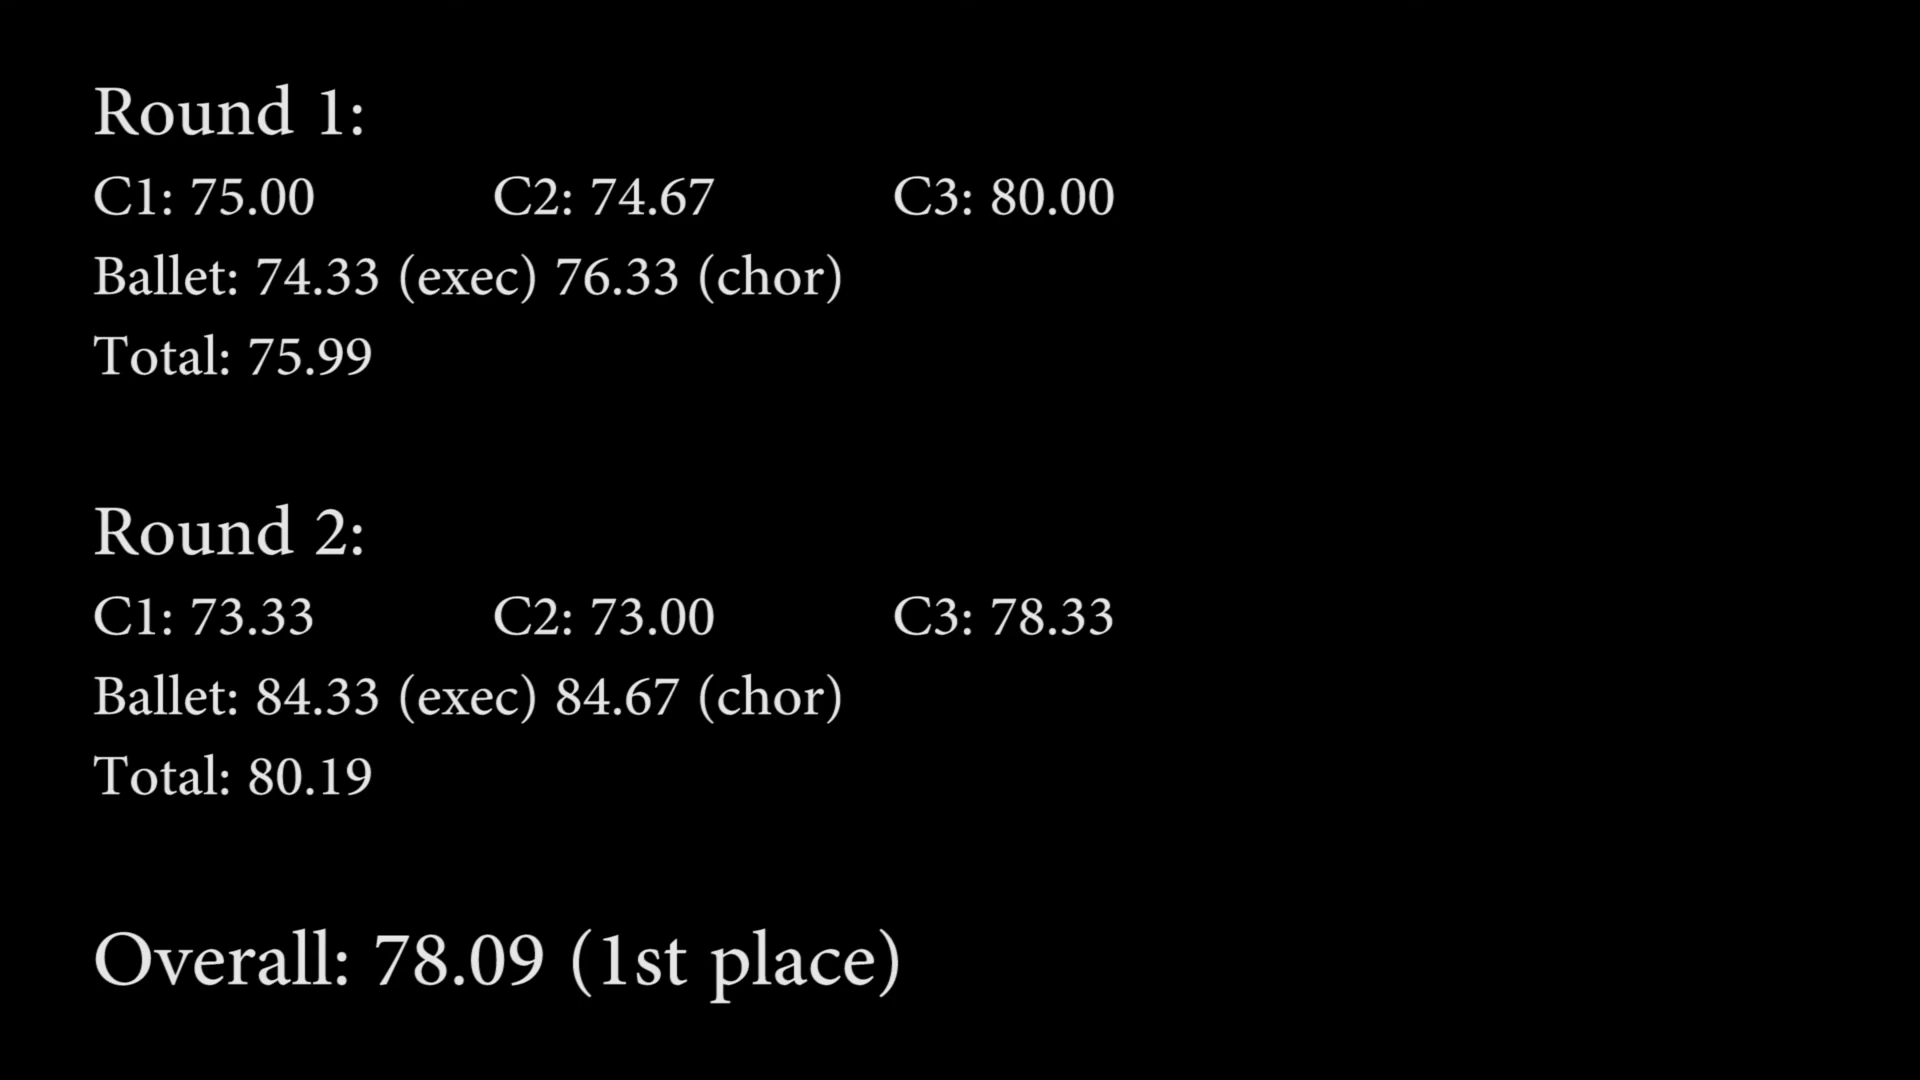 Round 1:
C1: 75.00 C2: 74.67 C3: 80.00
Ballet: 74.33 (exec) 76.33 (chor)
Total: 75.99
Round 2:
C1: 73.33 C2: 73.00 C3: 78.33
Ballet: 84.33 (exec) 84.67 (chor)
Total: 80.19
Overall: 78.09 (1st place)